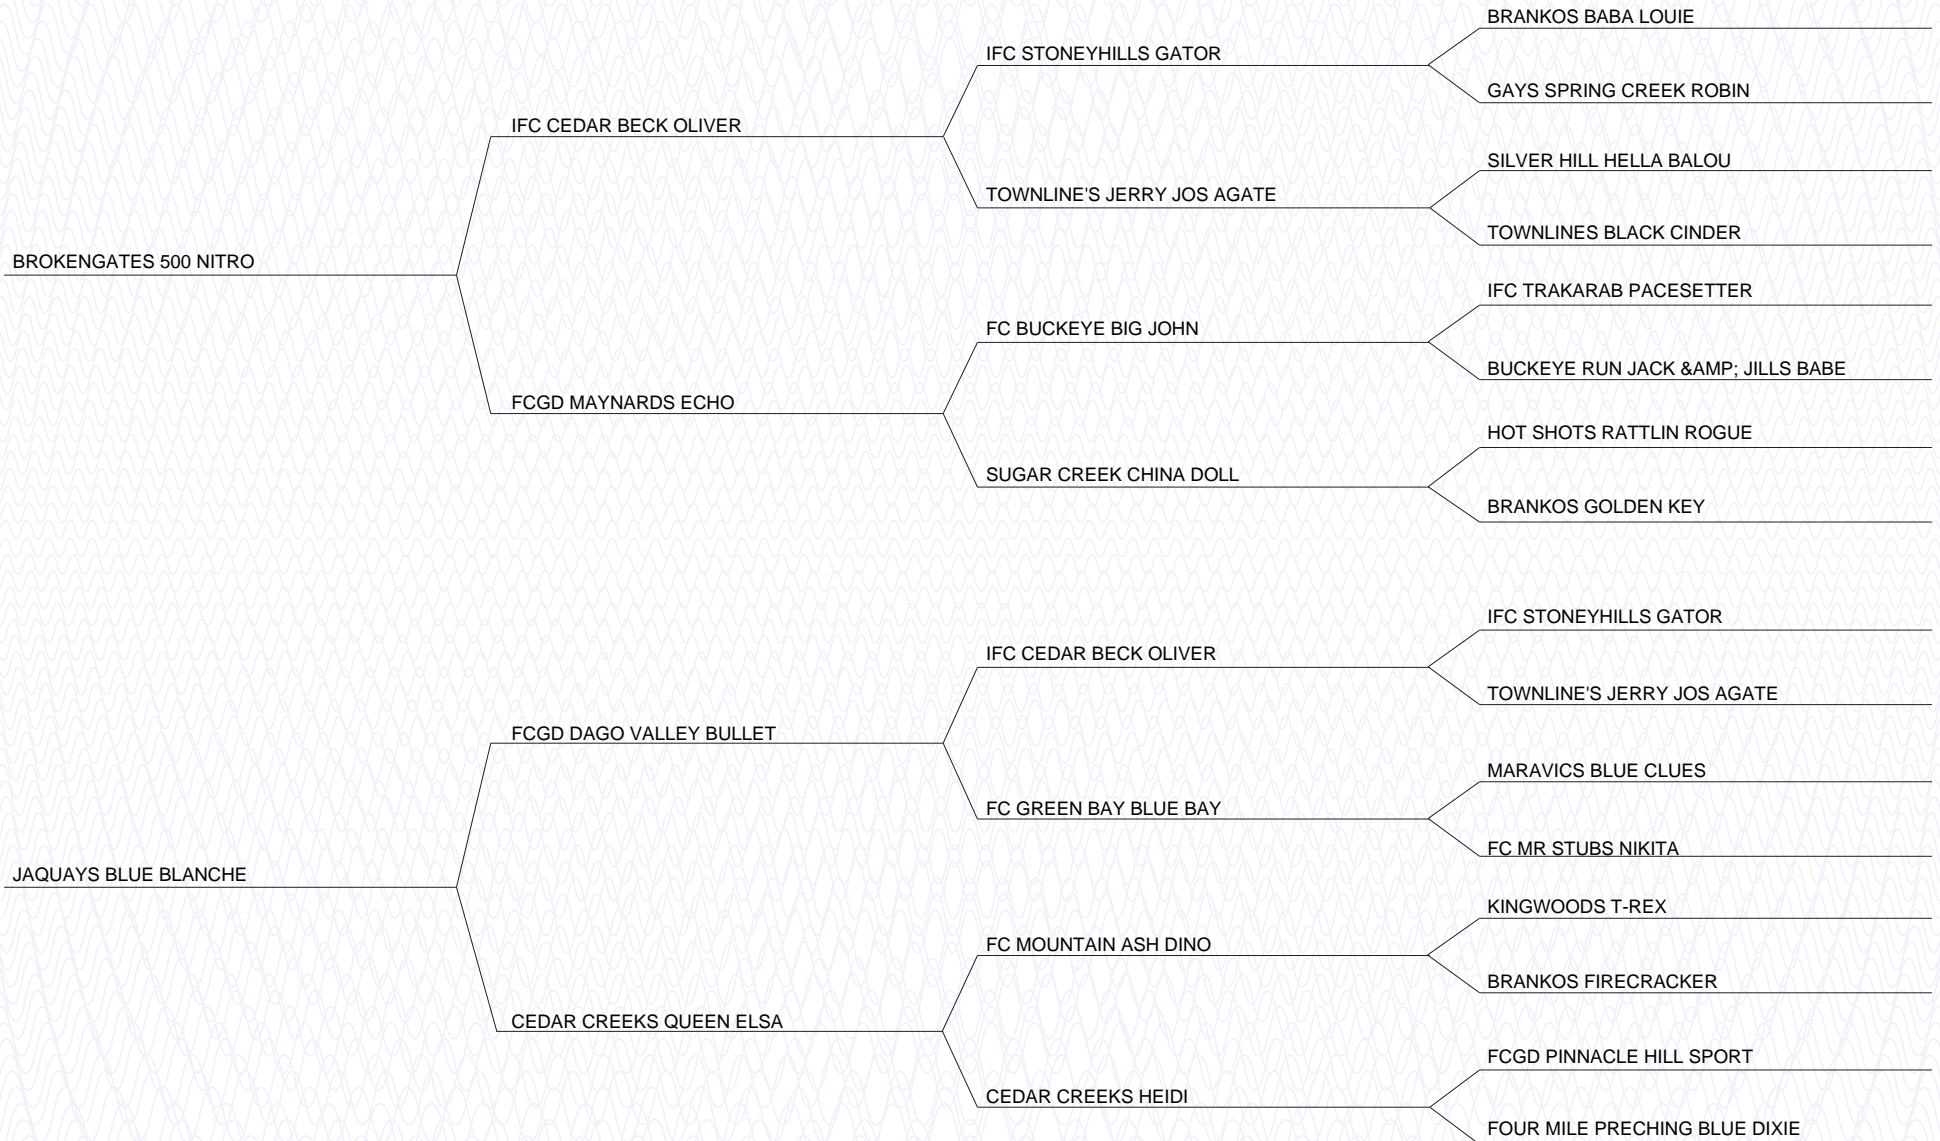 BRANKOS BABA LOUIE
IFC STONEYHILLS GATOR
GAYS SPRING CREEK ROBIN
IFC CEDAR BECK OLIVER
SILVER HILL HELLA BALOU
TOWNLINE'S JERRY JOS AGATE
TOWNLINES BLACK CINDER
BROKENGATES 500 NITRO
IFC TRAKARAB PACESETTER
FC BUCKEYE BIG JOHN
BUCKEYE RUN JACK &AMP; JILLS BABE
FCGD MAYNARDS ECHO
HOT SHOTS RATTLIN ROGUE
SUGAR CREEK CHINA DOLL
BRANKOS GOLDEN KEY
IFC STONEYHILLS GATOR
IFC CEDAR BECK OLIVER
TOWNLINE'S JERRY JOS AGATE
FCGD DAGO VALLEY BULLET
MARAVICS BLUE CLUES
FC GREEN BAY BLUE BAY
FC MR STUBS NIKITA
JAQUAYS BLUE BLANCHE
KINGWOODS T-REX
FC MOUNTAIN ASH DINO
BRANKOS FIRECRACKER
CEDAR CREEKS QUEEN ELSA
FCGD PINNACLE HILL SPORT
CEDAR CREEKS HEIDI
FOUR MILE PRECHING BLUE DIXIE